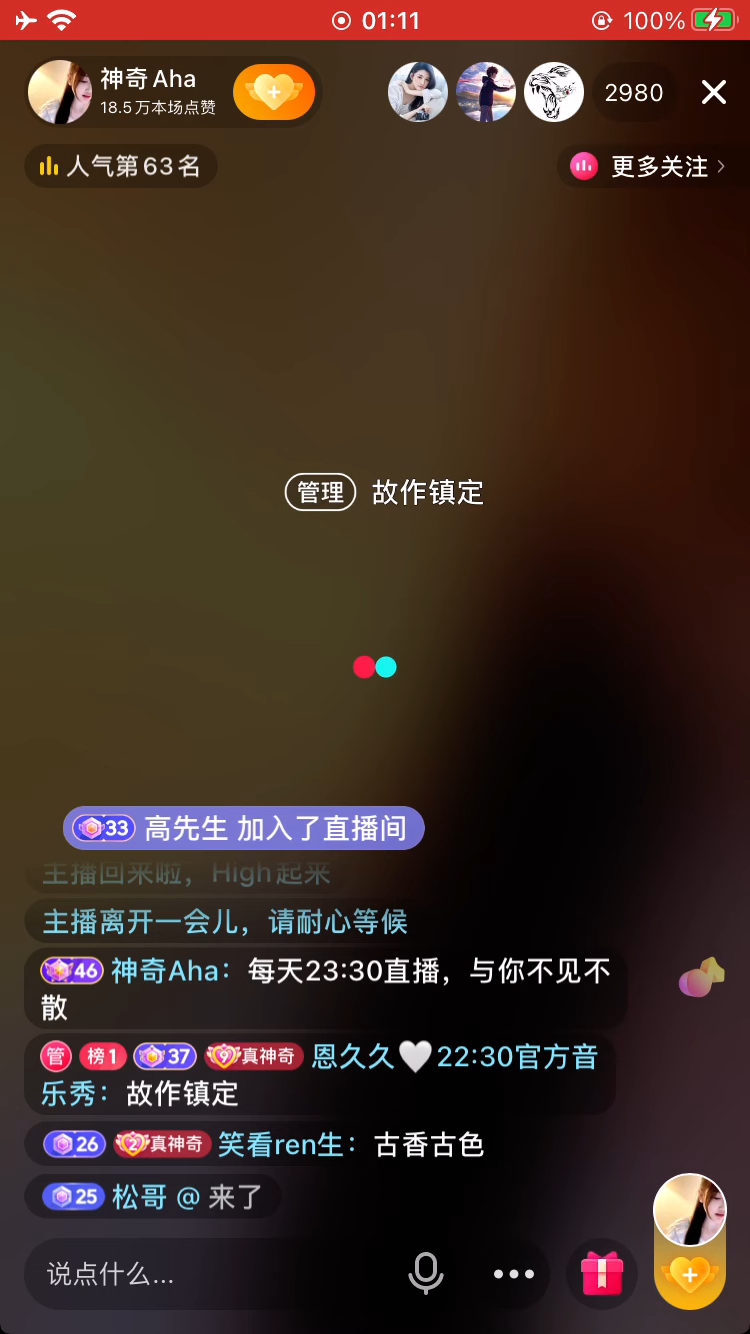 01:11
100%
神奇Aha
18.5万本场点赞
2980
人气第63名
更多关注
管理 故作镇定
33 高先生 加入了直播间
主播回来啦，High起来
主播离开一会儿，请耐心等候
46 神奇Aha：每天23:30直播，与你不见不
散
管 榜1 37 9 真神奇 恩久久🤍22:30官方音
乐秀：故作镇定
26 2 真神奇 笑看ren生：古香古色
25 松哥 @ 来了
说点什么...